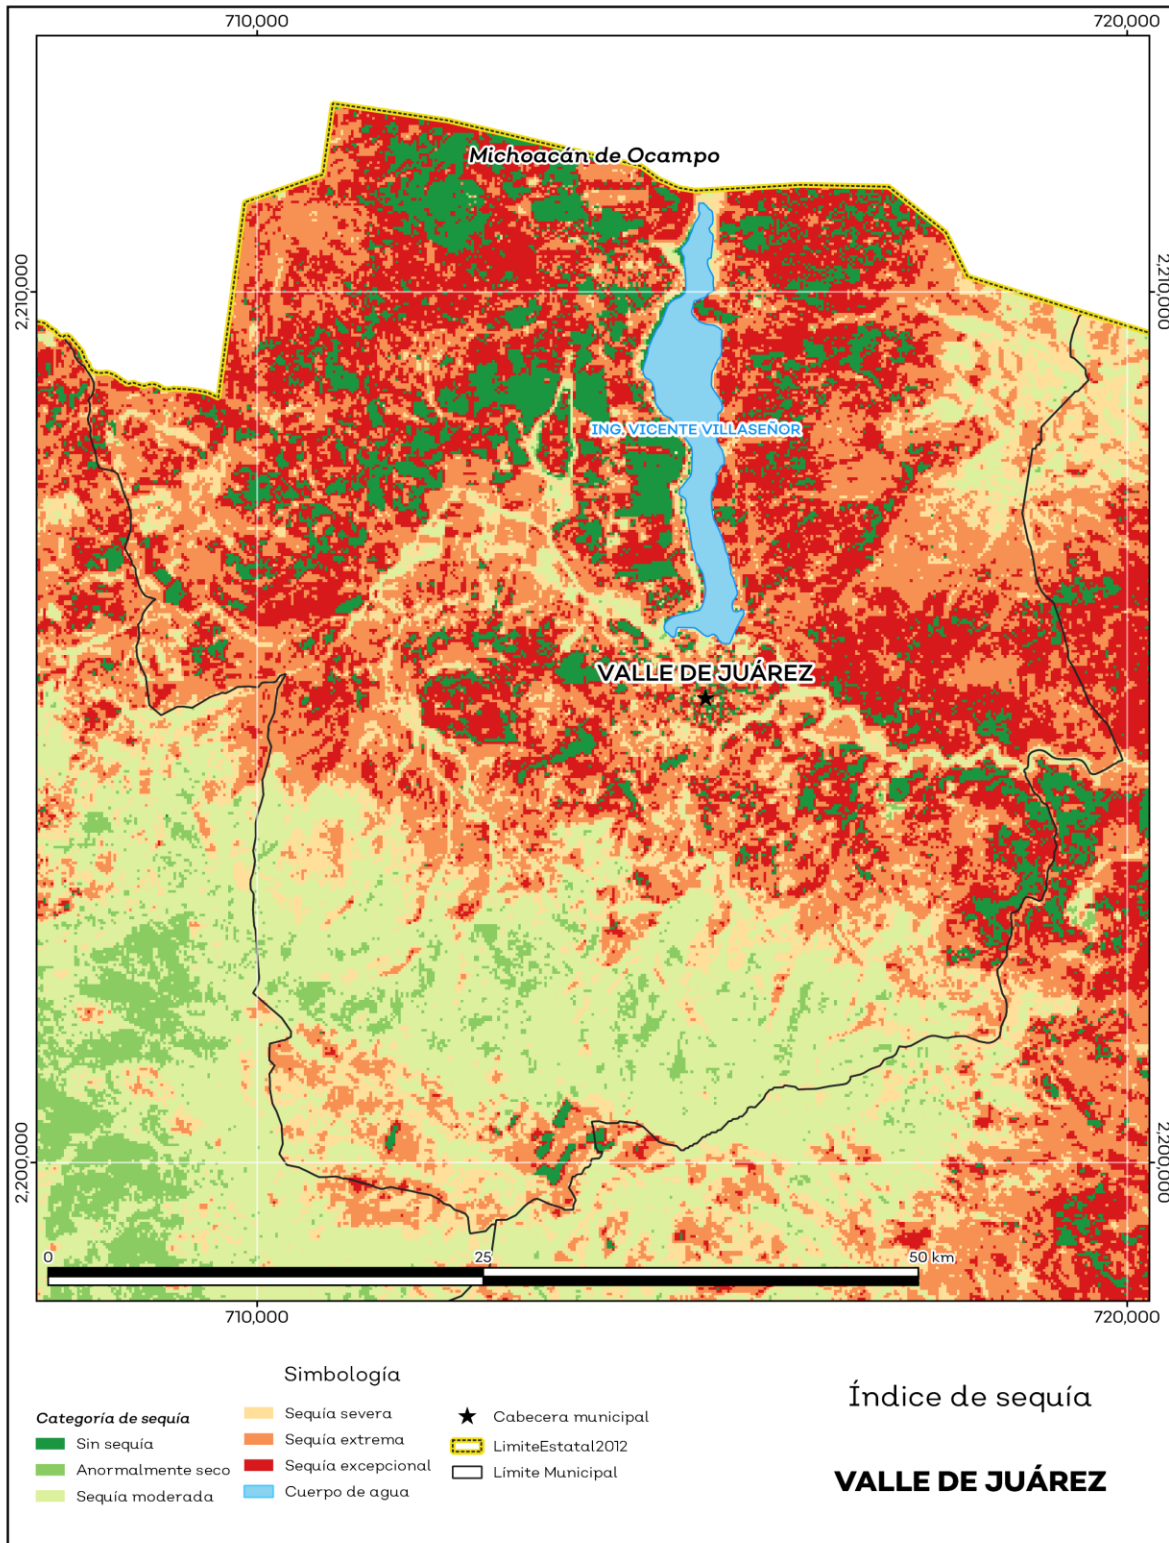 710,000
720,000
Michoacán de Ocampo
2,210,000
2,210,000
ING. VICENTE VILLASEÑOR
VALLE DE JUÁREZ
2,200,000
2,200,000
0
25
50 km
710,000
720,000
Simbología
Categoría de sequía
Sin sequía
Anormalmente seco
Sequía moderada
Sequía severa
Sequía extrema
Sequía excepcional
Cuerpo de agua
Cabecera municipal
LimiteEstatal2012
Límite Municipal
Índice de sequía
VALLE DE JUÁREZ